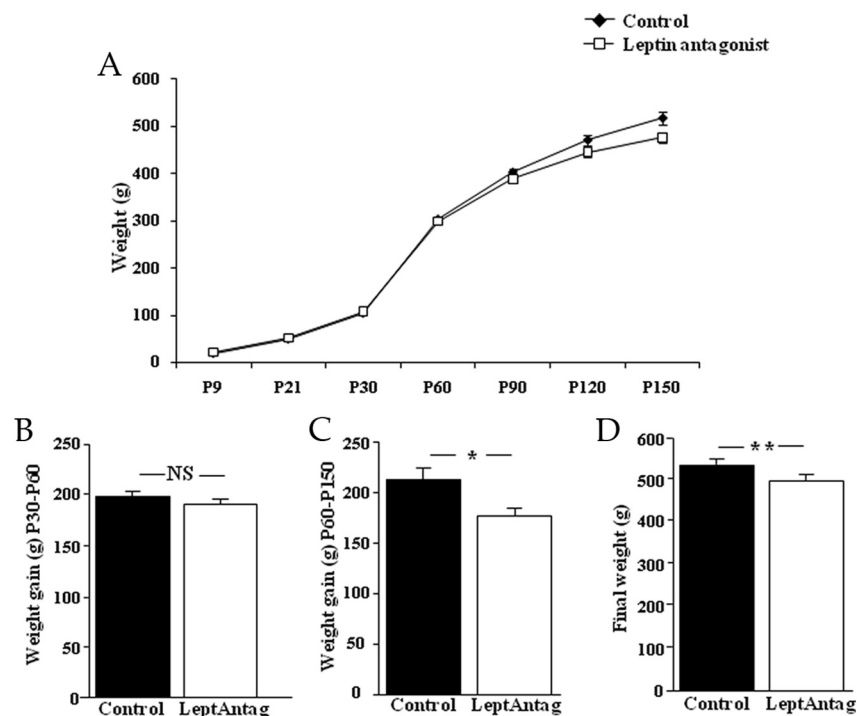 Control
Leptin antagonist
A
600
500
400
300
200
100
0
Weight (g)
P9 P21 P30 P60 P90 P120 P150
B
250
200
150
100
50
0
Weight gain (g) P30-P60
NS
Control LeptAntag
C
250
200
150
100
50
0
Weight gain (g) P60-P150
*
Control LeptAntag
D
600
500
400
300
200
100
0
Final weight (g)
**
Control LeptAntag